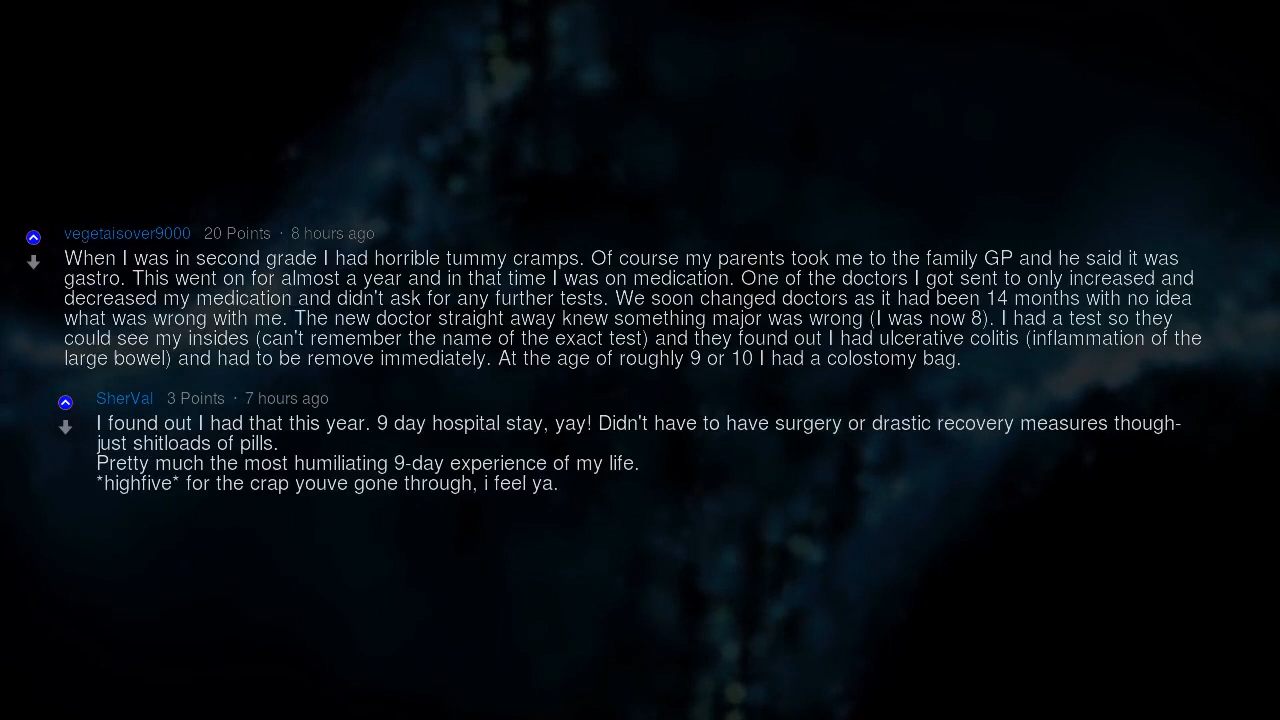 vegetaisover9000 20 Points · 8 hours ago
When I was in second grade I had horrible tummy cramps. Of course my parents took me to the family GP and he said it was
gastro. This went on for almost a year and in that time I was on medication. One of the doctors I got sent to only increased and
decreased my medication and didn't ask for any further tests. We soon changed doctors as it had been 14 months with no idea
what was wrong with me. The new doctor straight away knew something major was wrong (I was now 8). I had a test so they
could see my insides (can't remember the name of the exact test) and they found out I had ulcerative colitis (inflammation of the
large bowel) and had to be remove immediately. At the age of roughly 9 or 10 I had a colostomy bag.
SherVal 3 Points · 7 hours ago
I found out I had that this year. 9 day hospital stay, yay! Didn't have to have surgery or drastic recovery measures though-
just shitloads of pills.
Pretty much the most humiliating 9-day experience of my life.
*highfive* for the crap youve gone through, i feel ya.